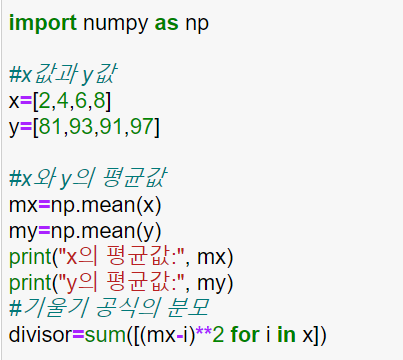 import numpy as np
#x값과 y값
x=[2,4,6,8]
y=[81,93,91,97]
#x와 y의 평균값
mx=np.mean(x)
my=np.mean(y)
print("x의 평균값:", mx)
print("y의 평균값:", my)
#기울기 공식의 분모
divisor=sum([(mx-i)**2 for i in x])